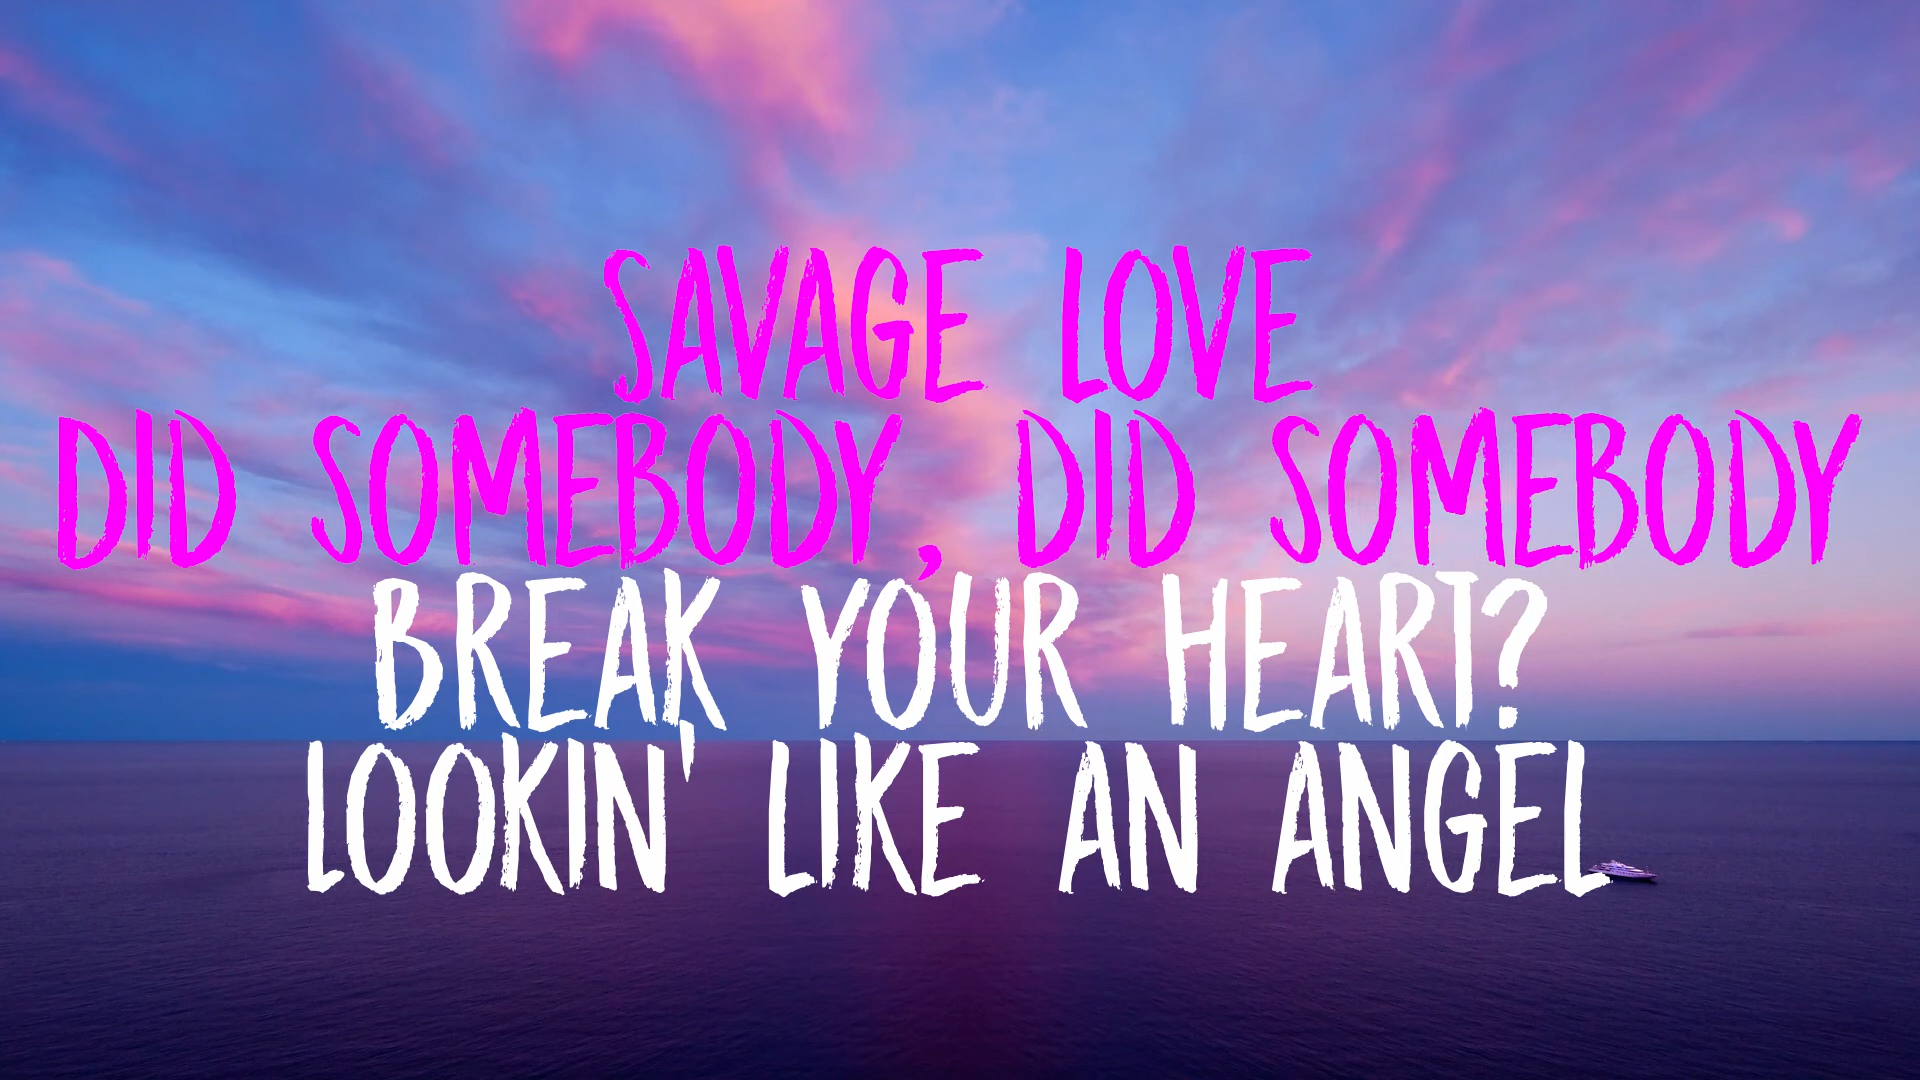 SAVAGE LOVE
DID SOMEBODY, DID SOMEBODY
BREAK YOUR HEART?
LOOKIN' LIKE AN ANGEL